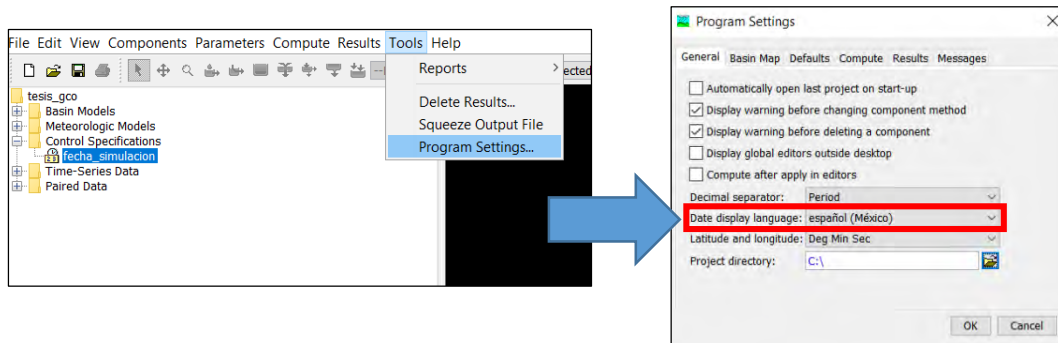 File Edit View Components Parameters Compute Results Tools Help
Reports
ected
Delete Results...
Squeeze Output File
Program Settings...
tesis_gco
Basin Models
Meteorologic Models
Control Specifications
fecha_simulacion
Time-Series Data
Paired Data
Program Settings
General Basin Map Defaults Compute Results Messages
Automatically open last project on start-up
Display warning before changing component method
Display warning before deleting a component
Display global editors outside desktop
Compute after apply in editors
Decimal separator: Period
Date display language: español (México)
Latitude and longitude: Deg Min Sec
Project directory: C:\
OK Cancel